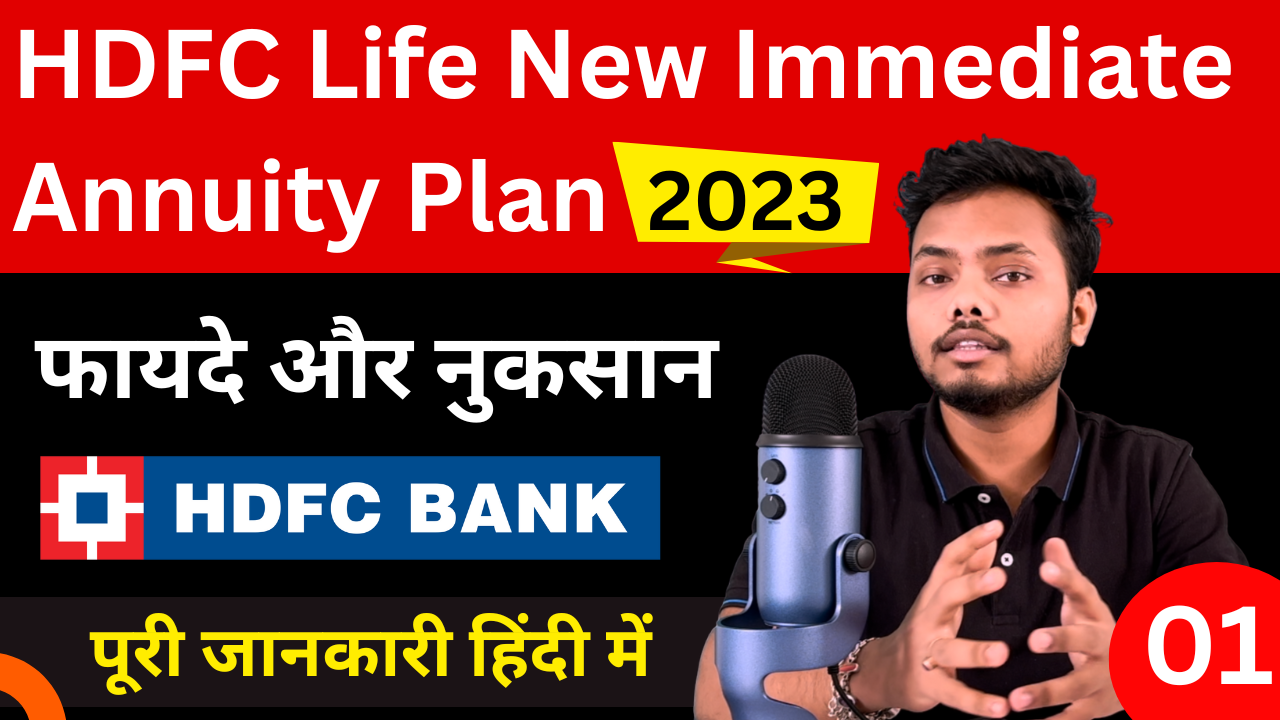 HDFC Life New Immediate
Annuity Plan 2023
फायदे और नुकसान
HDFC BANK
पूरी जानकारी हिंदी में
01